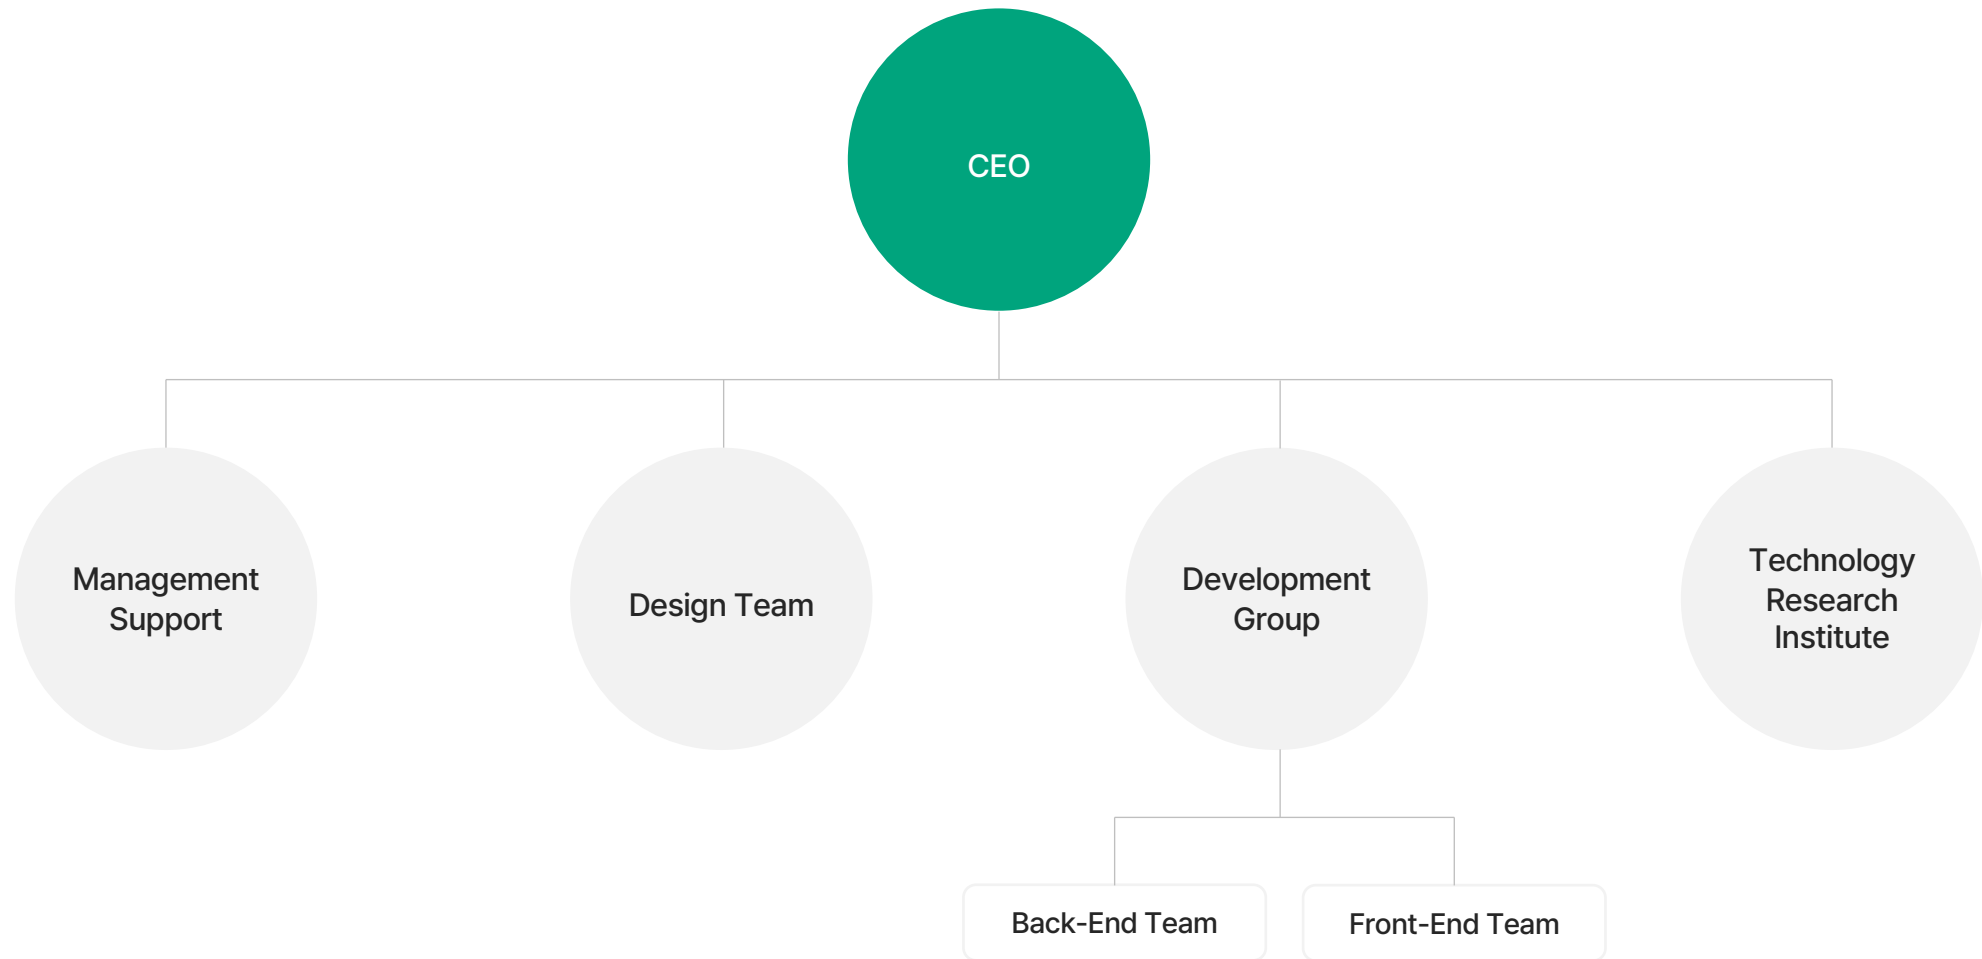 CEO
Management
Support
Design Team
Development
Group
Technology
Research
Institute
Back-End Team
Front-End Team